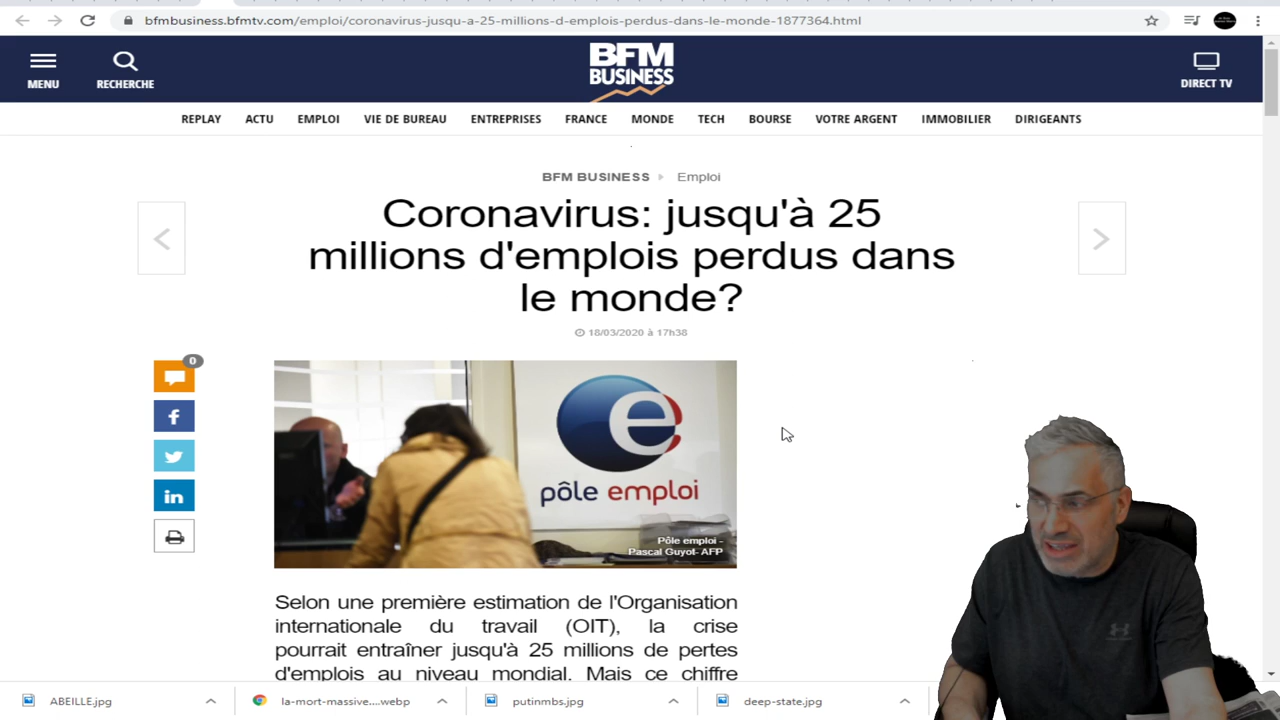 bfmbusiness.bfmtv.com/emploi/coronavirus-jusqu-a-25-millions-d-emplois-perdus-dans-le-monde-1877364.html
BFM
BUSINESS
MENU
RECHERCHE
DIRECT TV
REPLAY ACTU EMPLOI VIE DE BUREAU ENTREPRISES FRANCE MONDE TECH BOURSE VOTRE ARGENT IMMOBILIER DIRIGEANTS
BFM BUSINESS Emploi
Coronavirus: jusqu'à 25
millions d'emplois perdus dans
le monde?
18/03/2020 à 17h38
0
e
pôle emploi
Pôle emploi -
Pascal Guyot- AFP
Selon une première estimation de l'Organisation
internationale du travail (OIT), la crise
pourrait entraîner jusqu'à 25 millions de pertes
d'emplois au niveau mondial. Mais ce chiffre
ABEILLE.jpg
la-mort-massive....webp
putinmbs.jpg
deep-state.jpg